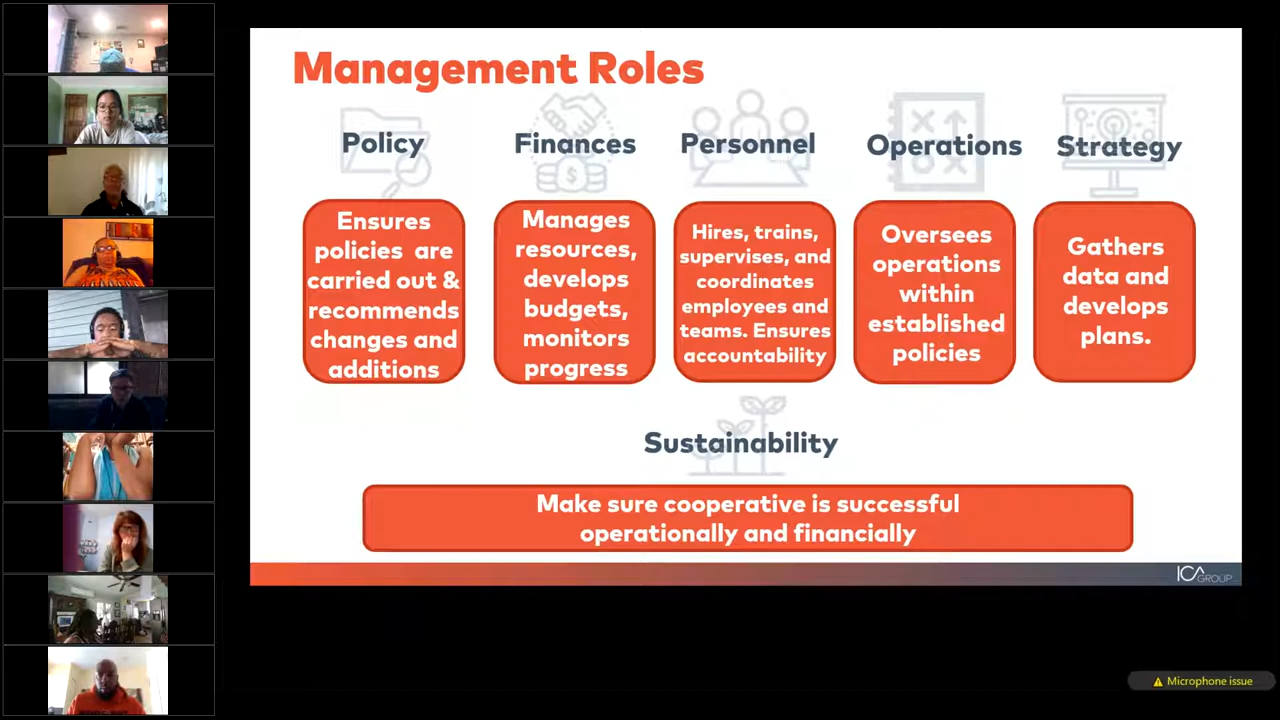 Management Roles
Policy
Finances
Personnel
Operations
Strategy
Ensures
policies are
carried out &
recommends
changes and
additions
Manages
resources,
develops
budgets,
monitors
progress
Hires, trains,
supervises, and
coordinates
employees and
teams. Ensures
accountability
Oversees
operations
within
established
policies
Gathers
data and
develops
plans.
Sustainability
Make sure cooperative is successful
operationally and financially
ICA GROUP
Microphone issue